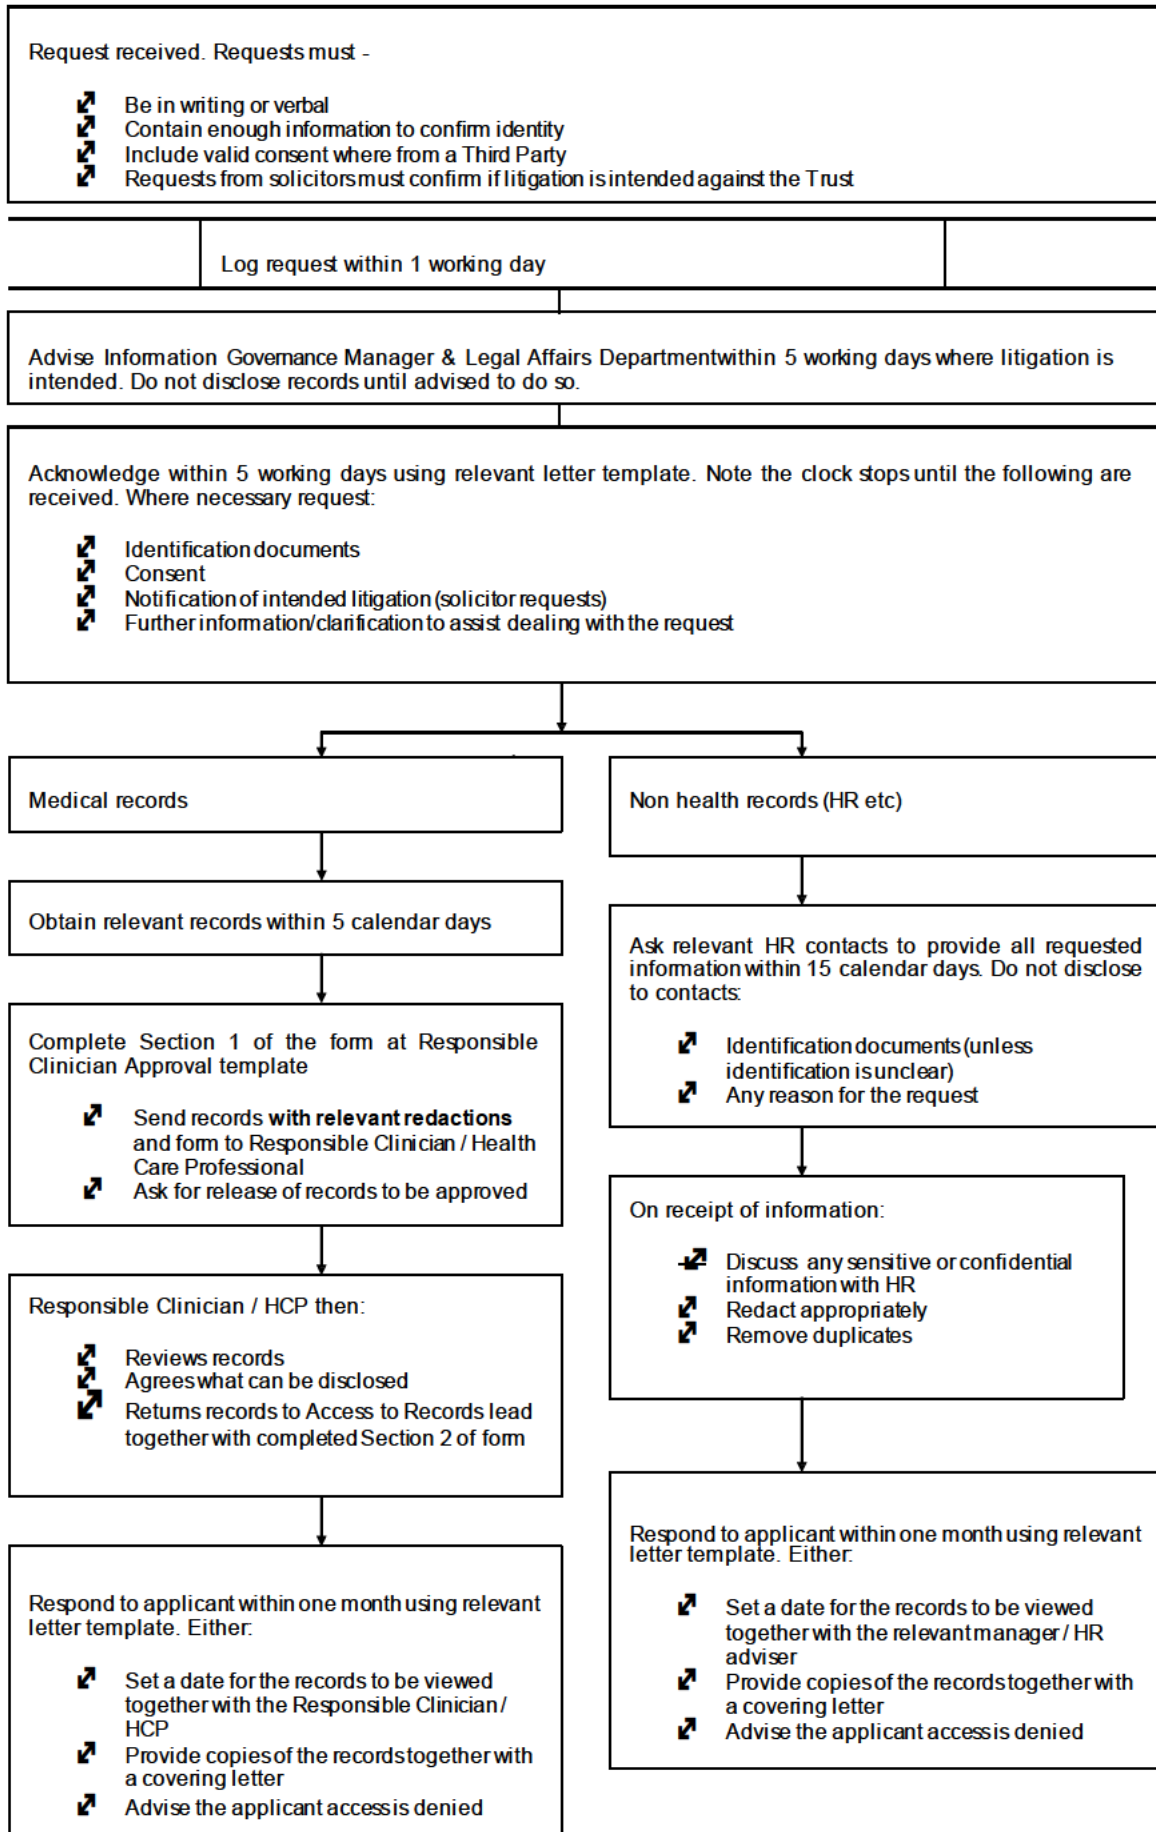 Request received. Requests must -
Be in writing or verbal
Contain enough information to confirm identity
Include valid consent where from a Third Party
Requests from solicitors must confirm if litigation is intended against the Trust
Log request within 1 working day
Advise Information Governance Manager & Legal Affairs Department within 5 working days where litigation is
intended. Do not disclose records until advised to do so.
Acknowledge within 5 working days using relevant letter template. Note the clock stops until the following are
received. Where necessary request:
Identification documents
Consent
Notification of intended litigation (solicitor requests)
Further information/clarification to assist dealing with the request
Medical records
Obtain relevant records within 5 calendar days
Complete Section 1 of the form at Responsible
Clinician Approval template
Send records with relevant redactions
and form to Responsible Clinician / Health
Care Professional
Ask for release of records to be approved
Responsible Clinician / HCP then:
Reviews records
Agrees what can be disclosed
Returns records to Access to Records lead
together with completed Section 2 of form
Respond to applicant within one month using relevant
letter template. Either:
Set a date for the records to be viewed
together with the Responsible Clinician /
HCP
Provide copies of the records together with
a covering letter
Advise the applicant access is denied
Non health records (HR etc)
Ask relevant HR contacts to provide all requested
information within 15 calendar days. Do not disclose
to contacts:
Identification documents (unless
identification is unclear)
Any reason for the request
On receipt of information:
Discuss any sensitive or confidential
information with HR
Redact appropriately
Remove duplicates
Respond to applicant within one month using relevant
letter template. Either:
Set a date for the records to be viewed
together with the relevant manager / HR
adviser
Provide copies of the records together with
a covering letter
Advise the applicant access is denied